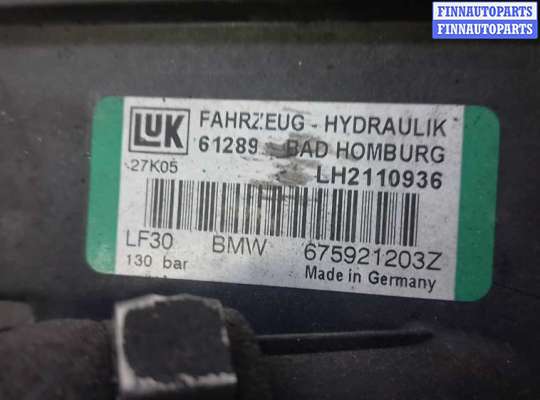 FINNAUTOPARTS
FINNAUTOPARTS
LUK FAHRZEUG - HYDRAULIK
61289 BAD HOMBURG
27K05 LH2110936
LF30 BMW 675921203Z
130 bar Made in Germany